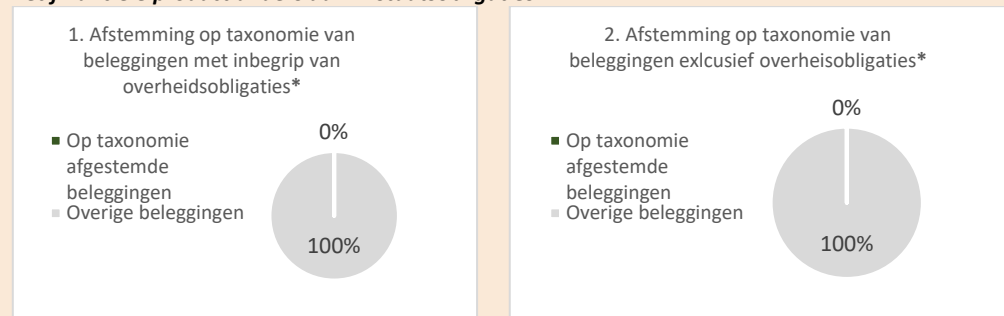 1. Afstemming op taxonomie van
beleggingen met inbegrip van
overheidsobligaties*
Op taxonomie
afgestemde
beleggingen
Overige beleggingen
0%
100%
2. Afstemming op taxonomie van
beleggingen exlcusief overheisobligaties*
Op taxonomie
afgestemde
beleggingen
Overige beleggingen
0%
100%